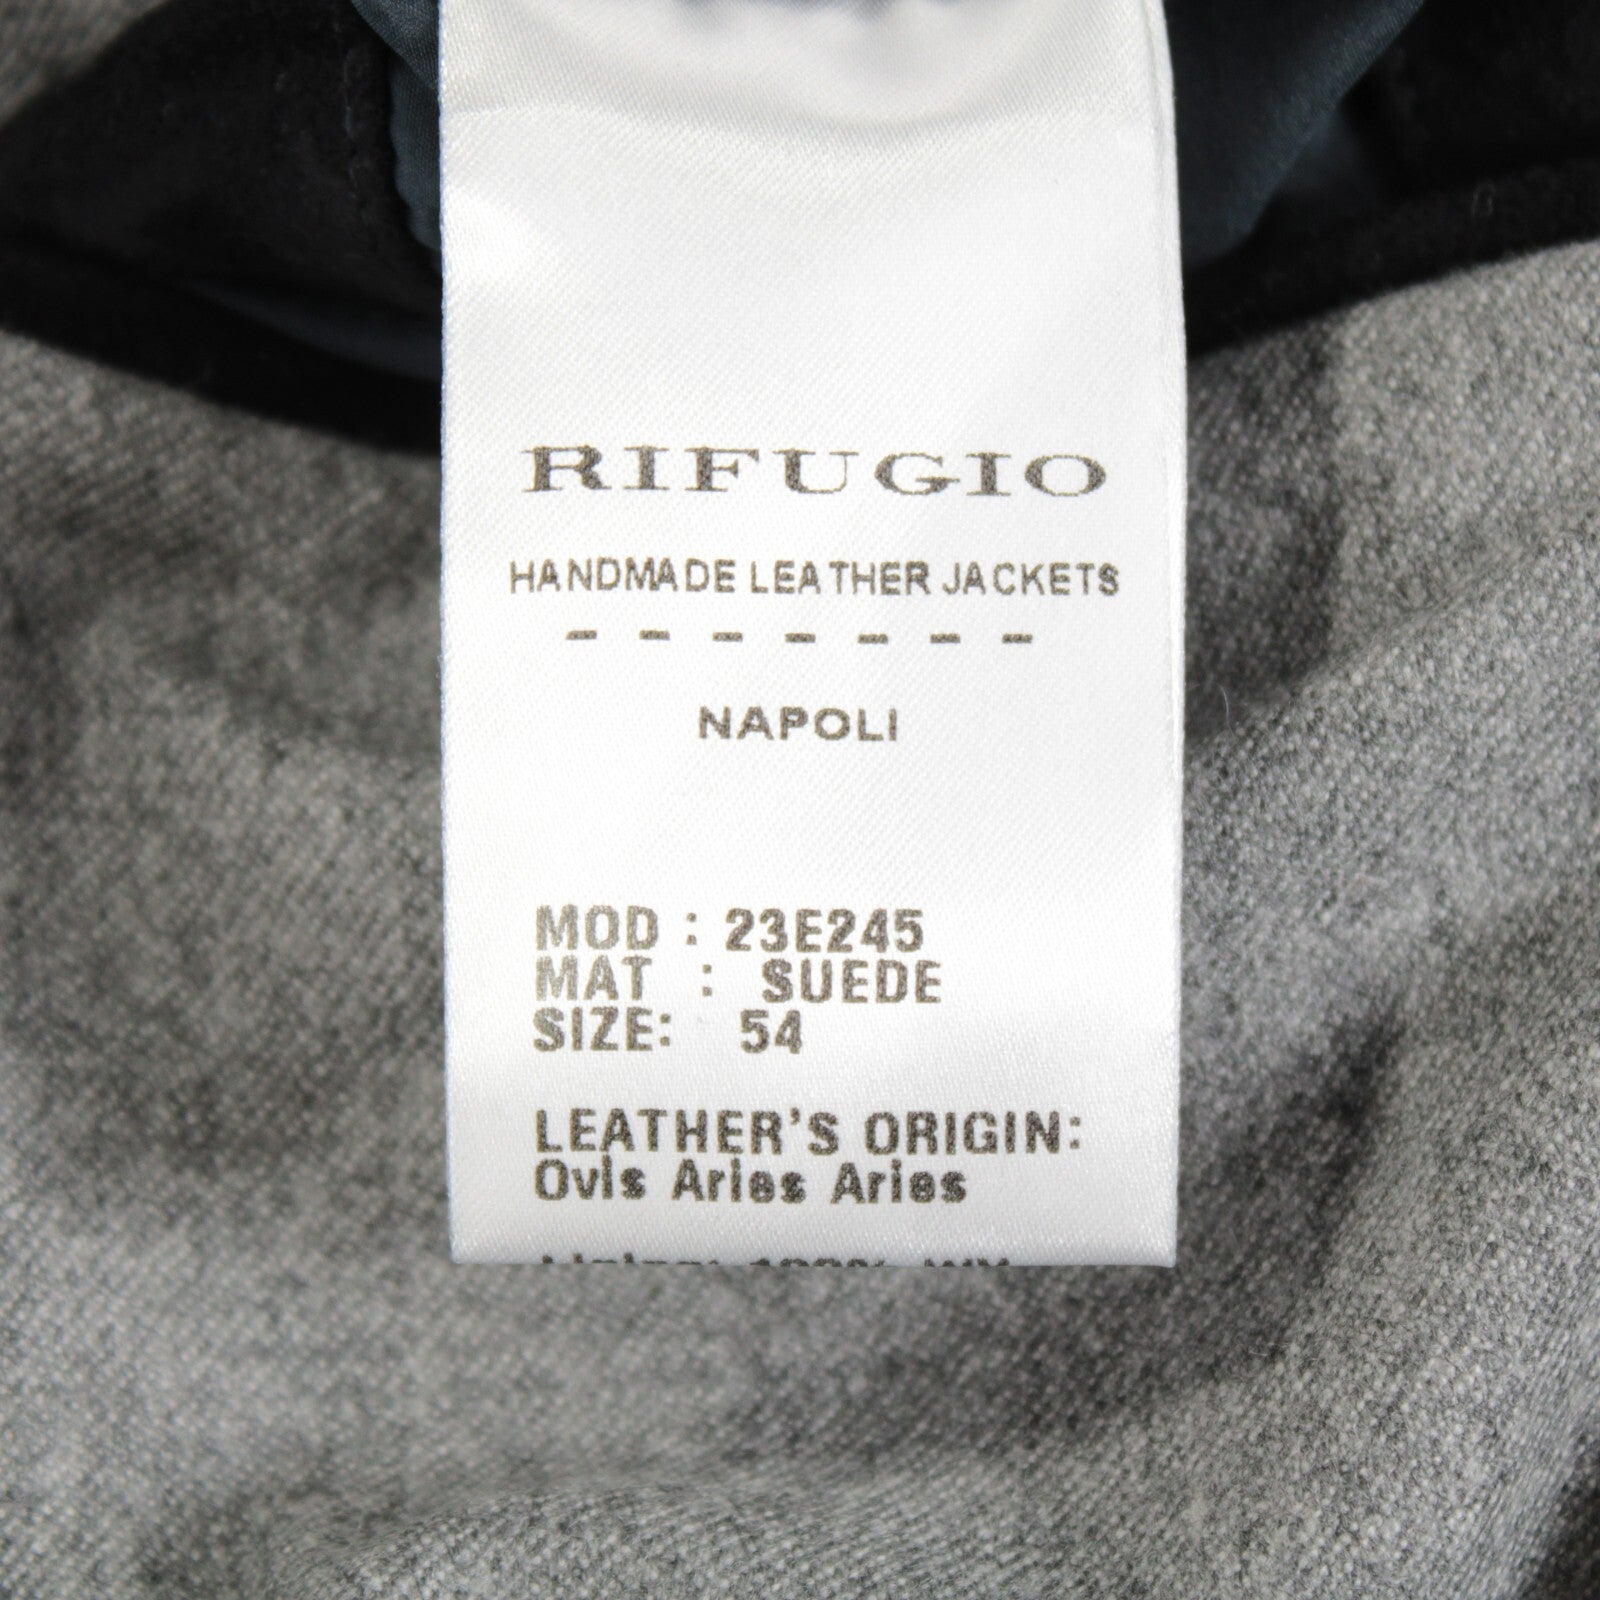 RIFUGIO
HANDMADE LEATHER JACKETS
- - - - - - -
NAPOLI
MOD : 23E245
MAT : SUEDE
SIZE: 54
LEATHER'S ORIGIN:
Ovis Aries Aries